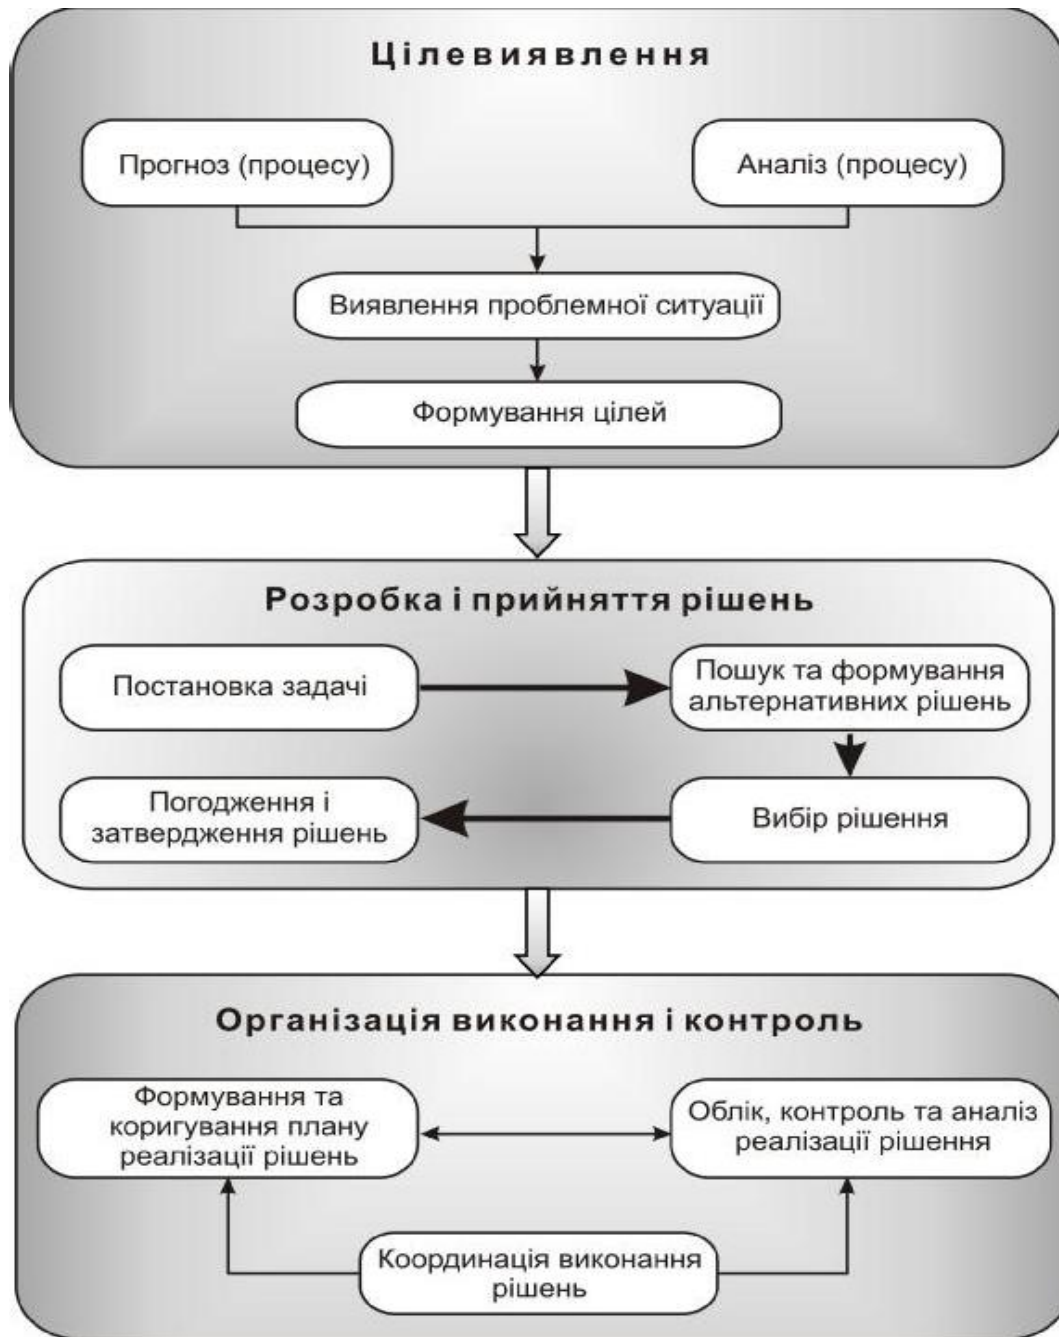 Цілевиявлення
Прогноз (процесу)
Аналіз (процесу)
Виявлення проблемної ситуації
Формування цілей
Розробка і прийняття рішень
Постановка задачі
Пошук та формування
альтернативних рішень
Погодження і
затвердження рішень
Вибір рішення
Організація виконання і контроль
Формування та
коригування плану
реалізації рішень
Облік, контроль та аналіз
реалізації рішення
Координація виконання
рішень